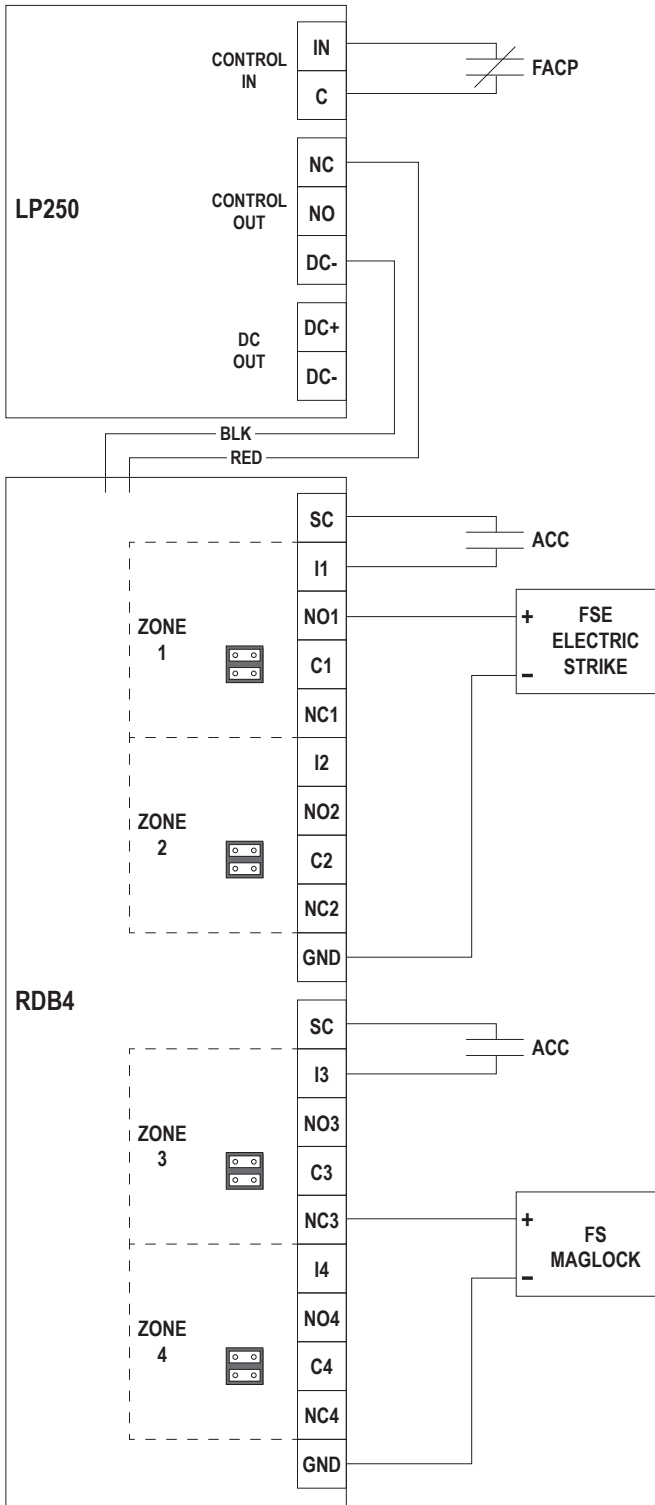 CONTROL
IN
IN
C
FACP
LP250
CONTROL
OUT
NC
NO
DC-
DC
OUT
DC+
DC-
BLK
RED
RDB4
SC
ACC
ZONE
1
I1
NO1
C1
NC1
+
-
FSE
ELECTRIC
STRIKE
ZONE
2
I2
NO2
C2
NC2
GND
SC
ACC
ZONE
3
I3
NO3
C3
NC3
+
-
FS
MAGLOCK
ZONE
4
I4
NO4
C4
NC4
GND